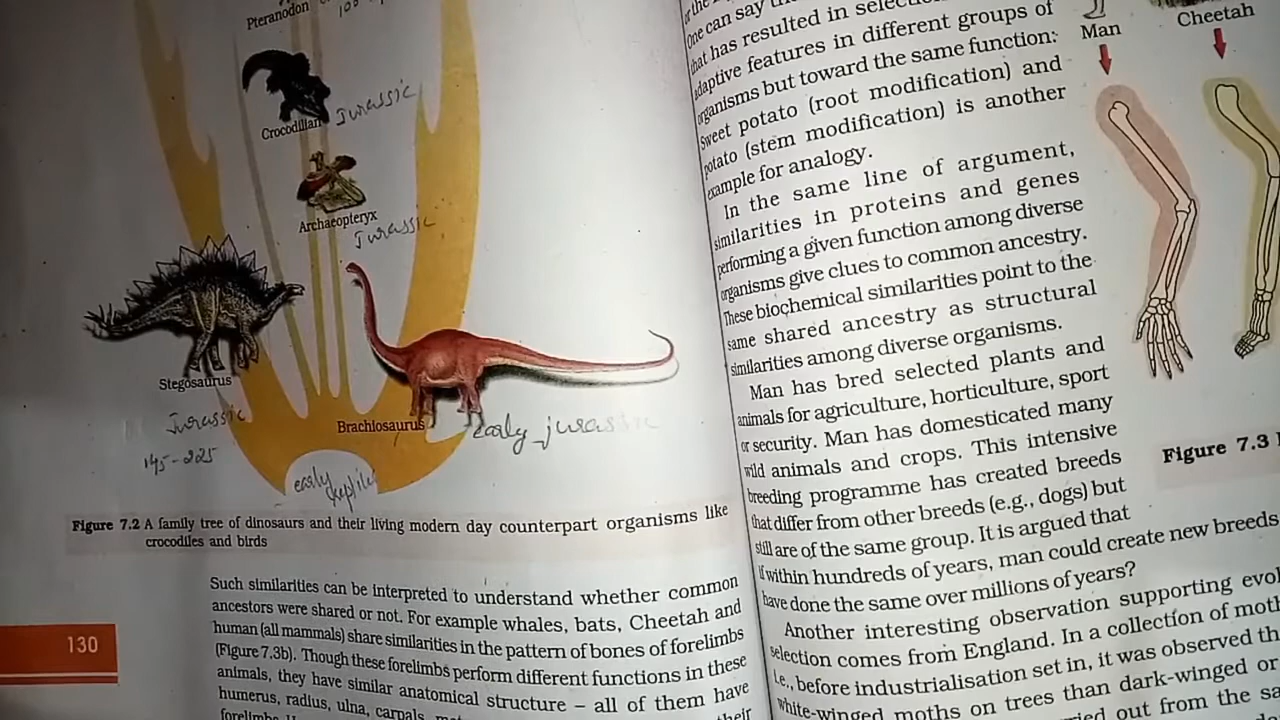 Pteranodon
100
Crocodilian
Jurassic
Archaeopteryx
Jurassic
Stegosaurus
Jurassic
145-225
Brachiosaurus
early jurassic
early
reptiles
Figure 7.2 A family tree of dinosaurs and their living modern day counterpart organisms like
crocodiles and birds
Such similarities can be interpreted to understand whether common
ancestors were shared or not. For example whales, bats, Cheetah and
human (all mammals) share similarities in the pattern of bones of forelimbs
(Figure 7.3b). Though these forelimbs perform different functions in these
animals, they have similar anatomical structure – all of them have
humerus, radius, ulna, carpals,
their
130
One can say
that has resulted in
adaptive features in different groups of
organisms but toward the same function:
Sweet potato (root modification) and
potato (stem modification) is another
example for analogy.
In the same line of argument,
similarities in proteins and genes
performing a given function among diverse
organisms give clues to common ancestry.
These biochemical similarities point to the
same shared ancestry as structural
similarities among diverse organisms.
Man has bred selected plants and
animals for agriculture, horticulture, sport
or security. Man has domesticated many
wild animals and crops. This intensive
breeding programme has created breeds
that differ from other breeds (e.g., dogs) but
still are of the same group. It is argued that
if within hundreds of years, man could create new breeds
have done the same over millions of years?
Another interesting observation supporting
selection comes from England. In a collection of
i.e., before industrialisation set in, it was observed
white-winged moths on trees than dark-winged or
out from the
Man
Cheetah
Figure 7.3